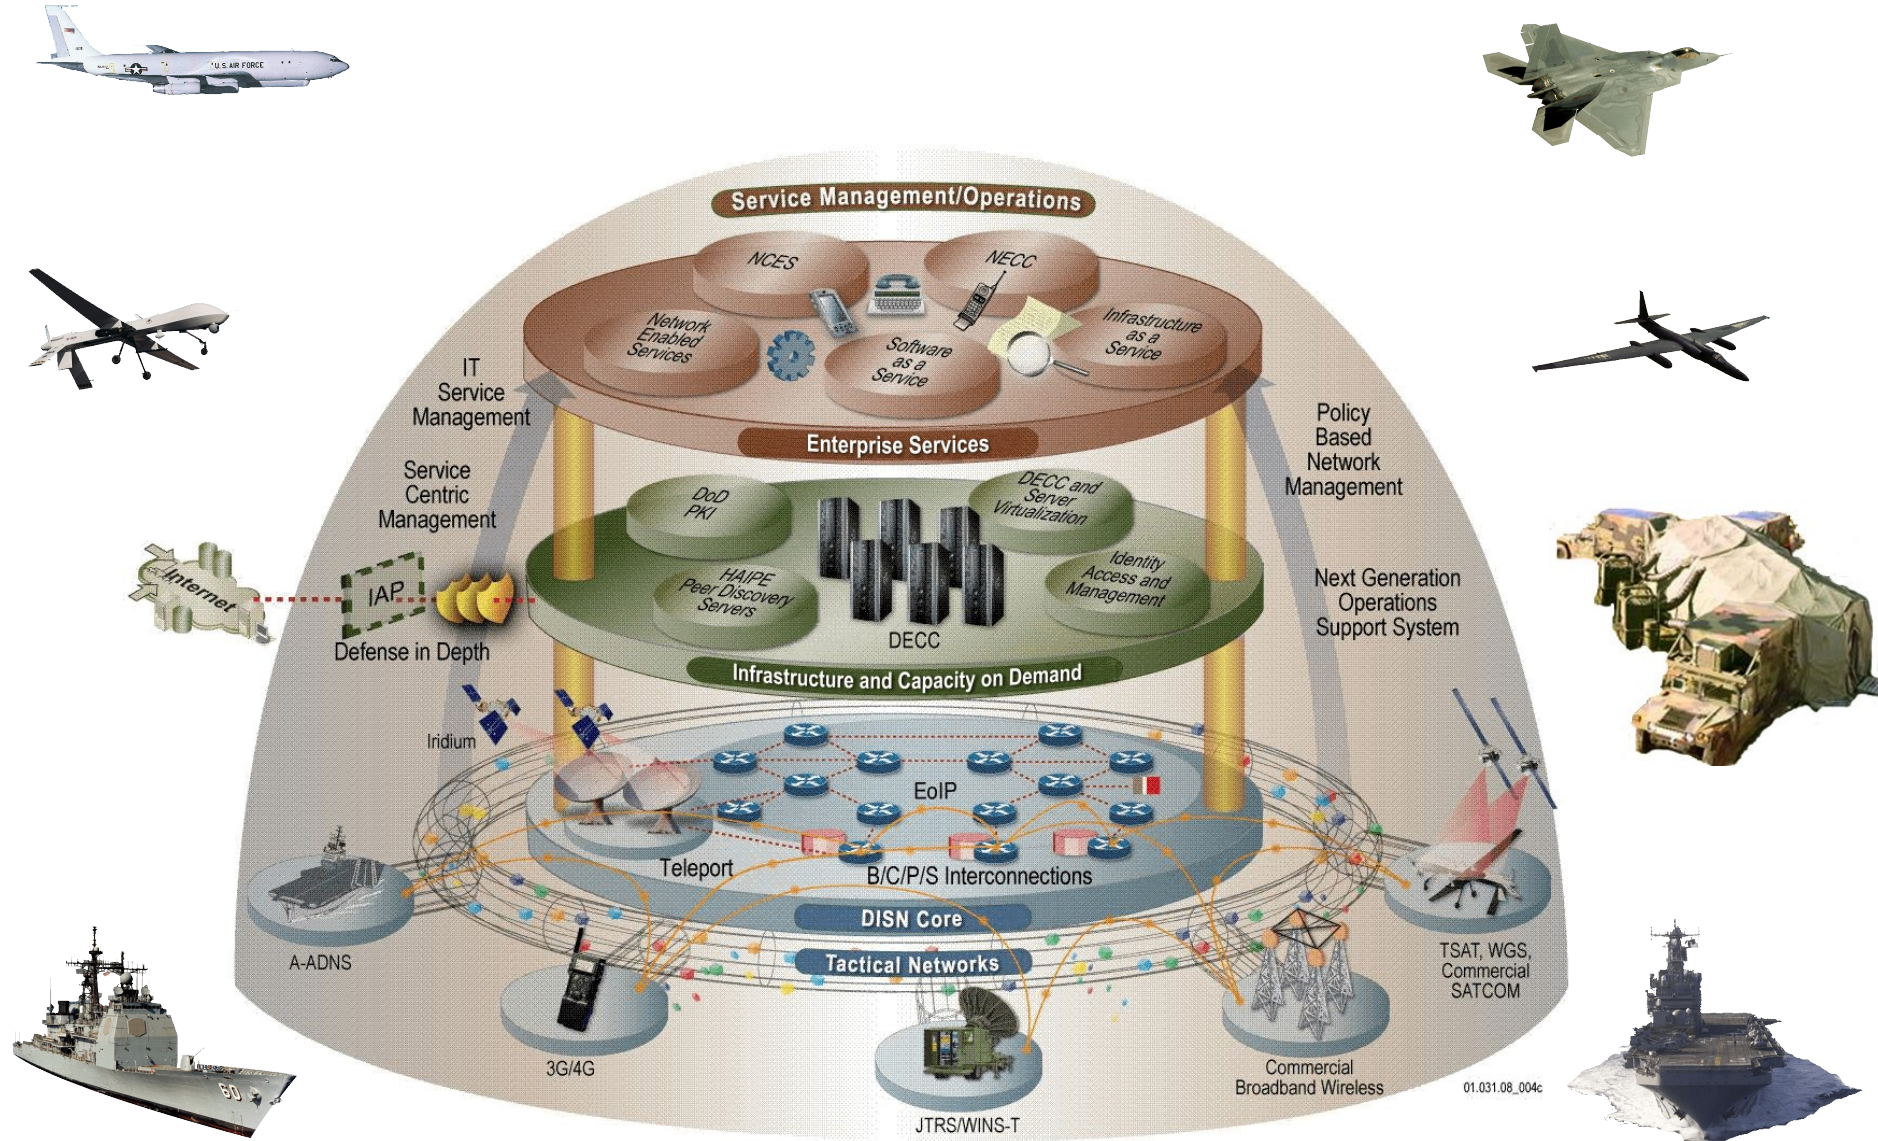 U.S. AIR FORCE
Service Management/Operations
NCES
NECC
Network
Enabled
Services
Software
as a
Service
Infrastructure
as a
Service
Enterprise Services
IT
Service
Management
Service
Centric
Management
Policy
Based
Network
Management
Next Generation
Operations
Support System
DoD
PKI
DECC and
Server
Virtualization
HAIPE
Peer Discovery
Servers
Identity
Access and
Management
DECC
Infrastructure and Capacity on Demand
Internet
IAP
Defense in Depth
Iridium
EoIP
Teleport
B/C/P/S Interconnections
DISN Core
Tactical Networks
A-ADNS
3G/4G
JTRS/WINS-T
Commercial
Broadband Wireless
TSAT, WGS,
Commercial
SATCOM
01.031.08_004c
60